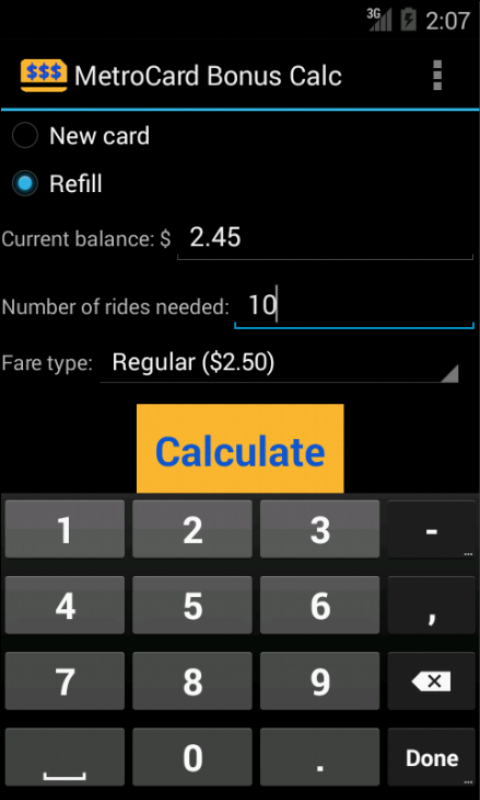 3G 2:07
$$$ MetroCard Bonus Calc
New card
Refill
Current balance: $ 2.45
Number of rides needed: 10
Fare type: Regular ($2.50)
Calculate
1 2 3 - ...
4 5 6 ,
7 8 9
0 . Done ...